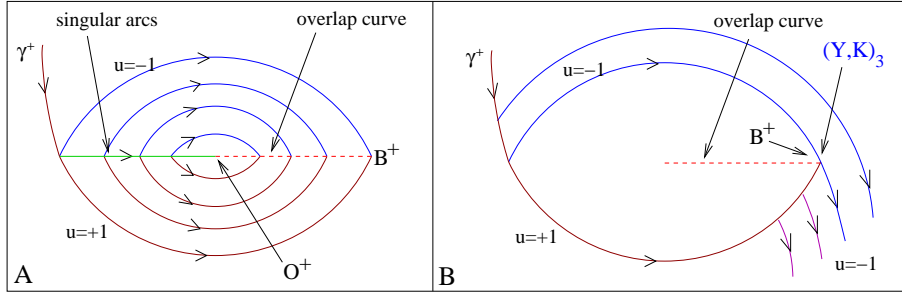 singular arcs
overlap curve
γ⁺
u=−1
B⁺
u=+1
O⁺
A
overlap curve
γ⁺
u=−1
(Y,K)₃
B⁺
u=+1
u=−1
B